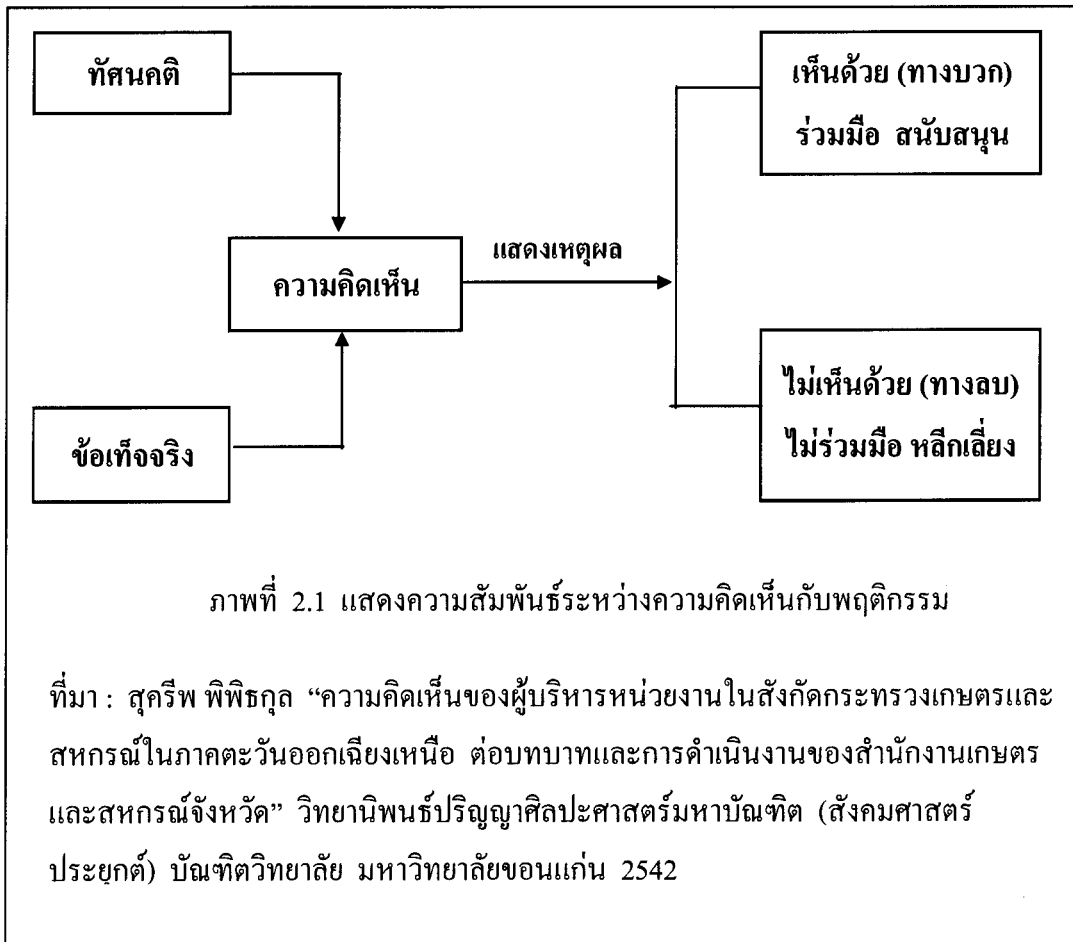 ทัศนคติ
เห็นด้วย (ทางบวก)
ร่วมมือ สนับสนุน
แสดงเหตุผล
ความคิดเห็น
ไม่เห็นด้วย (ทางลบ)
ไม่ร่วมมือ หลีกเลี่ยง
ข้อเท็จจริง
ภาพที่ 2.1 แสดงความสัมพันธ์ระหว่างความคิดเห็นกับพฤติกรรม
ที่มา : สุครีพ พิพิธกุล “ความคิดเห็นของผู้บริหารหน่วยงานในสังกัดกระทรวงเกษตรและ
สหกรณ์ในภาคตะวันออกเฉียงเหนือ ต่อบทบาทและการดำเนินงานของสำนักงานเกษตร
และสหกรณ์จังหวัด” วิทยานิพนธ์ปริญญาศิลปะศาสตร์มหาบัณฑิต (สังคมศาสตร์
ประยุกต์) บัณฑิตวิทยาลัย มหาวิทยาลัยขอนแก่น 2542